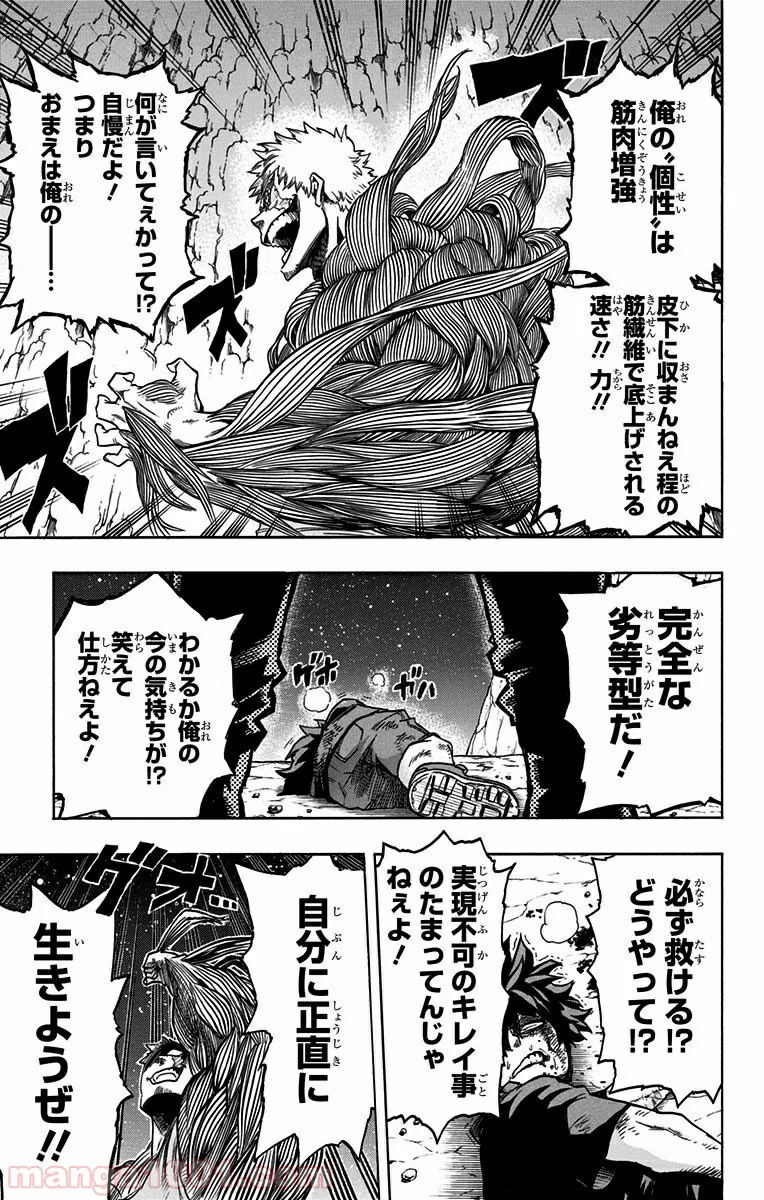 俺の〝個性〟は
筋肉増強
皮下に収まんねえ程の
筋繊維で底上げされる
速さ!!力!!
何が言いてぇかって!?
自慢だよ!
つまり
おまえは俺の——…
ズ
ズ
ズ
完全な
劣等型だ!
わかるか俺の
今の気持ちが!?
笑えて
仕方ねえよ!
ゲホ
ガハ
必ず救ける!?
どうやって!?
実現不可のキレイ事
のたまってんじゃ
ねえよ!
自分に正直に
生きようぜ!!
グオ…